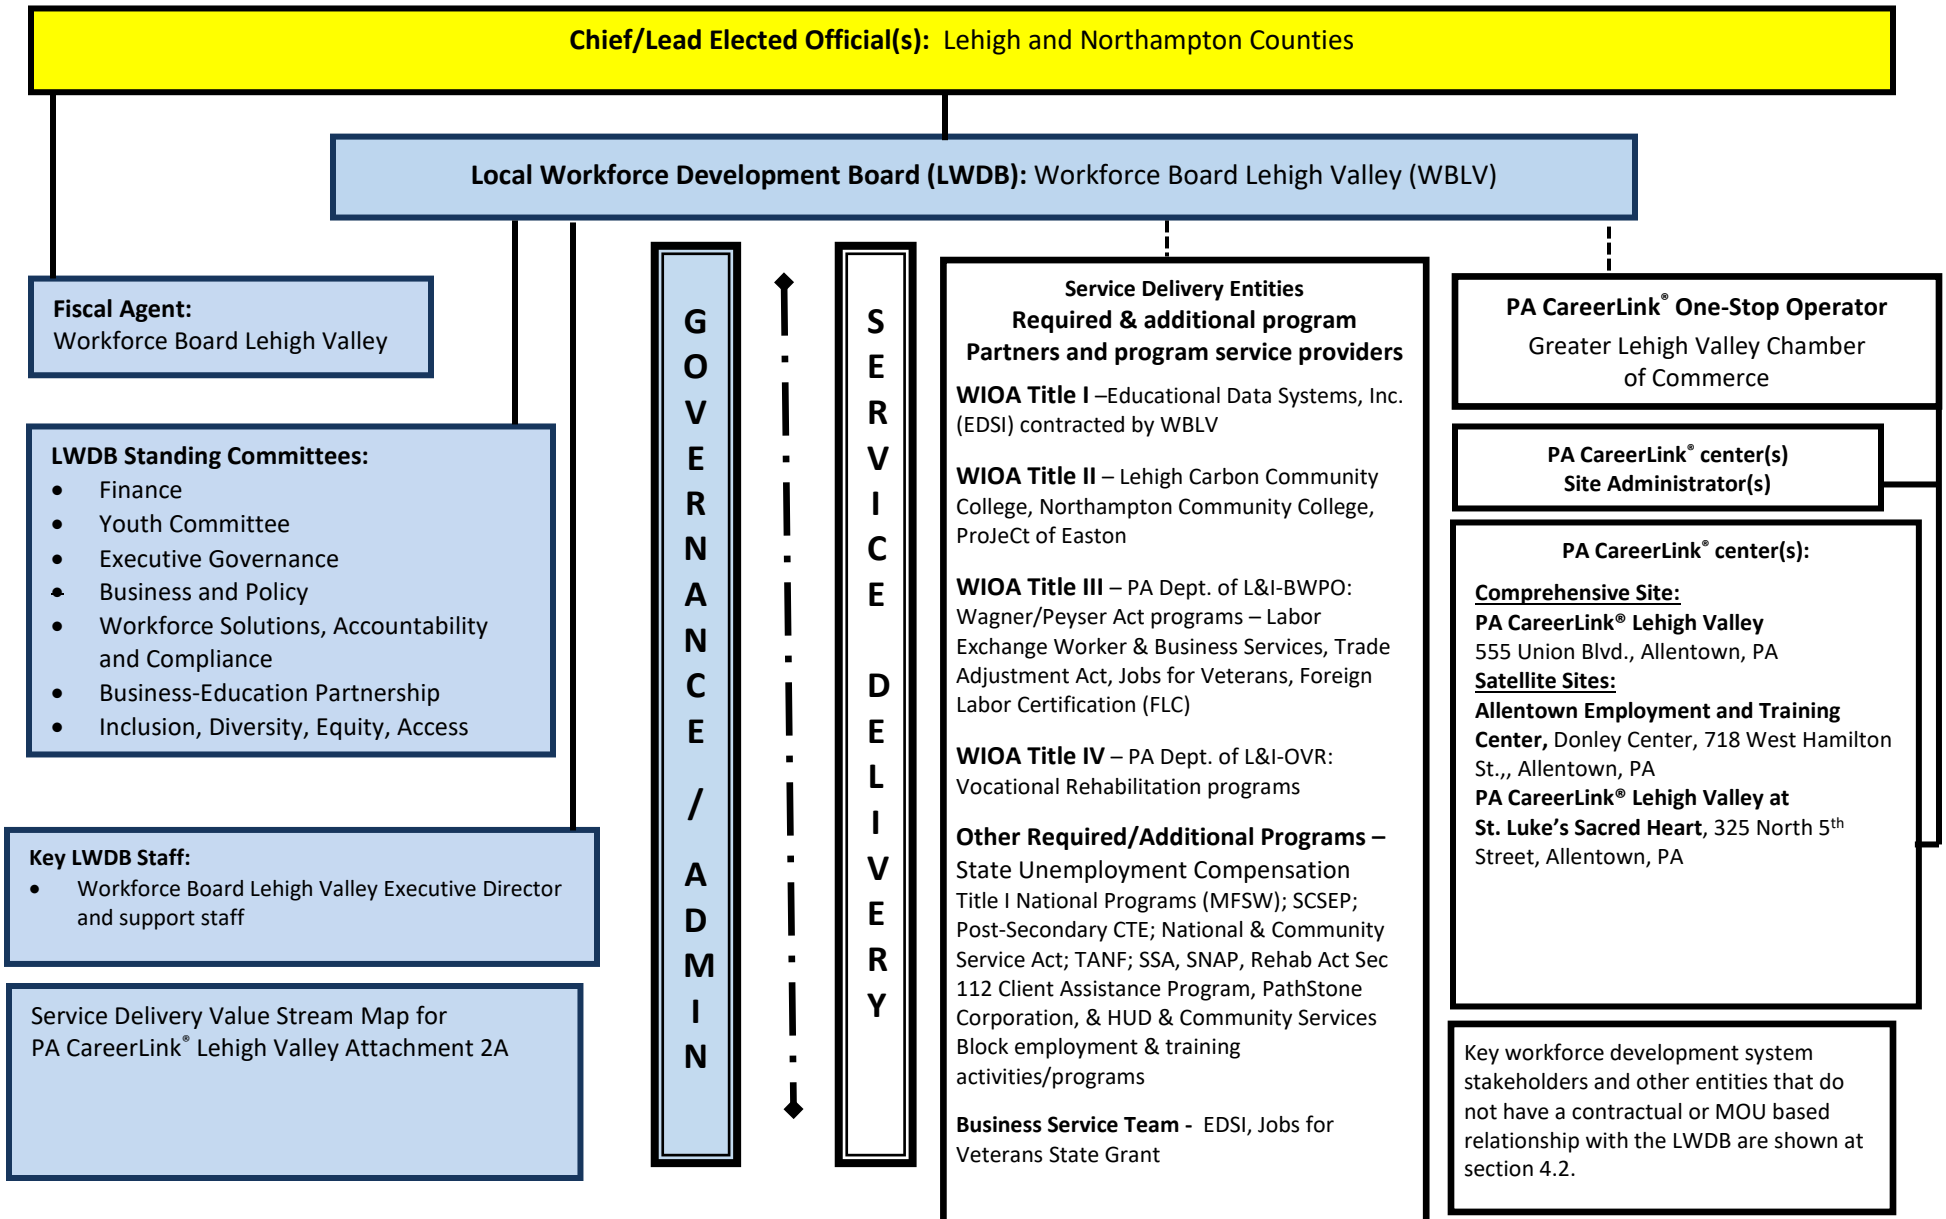 Chief/Lead Elected Official(s): Lehigh and Northampton Counties
Local Workforce Development Board (LWDB): Workforce Board Lehigh Valley (WBLV)
Fiscal Agent:
Workforce Board Lehigh Valley
LWDB Standing Committees:
• Finance
• Youth Committee
• Executive Governance
• Business and Policy
• Workforce Solutions, Accountability
and Compliance
• Business-Education Partnership
• Inclusion, Diversity, Equity, Access
Key LWDB Staff:
• Workforce Board Lehigh Valley Executive Director
and support staff
Service Delivery Value Stream Map for
PA CareerLink® Lehigh Valley Attachment 2A
G
O
V
E
R
N
A
N
C
E
/
A
D
M
I
N
S
E
R
V
I
C
E
D
E
L
I
V
E
R
Y
Service Delivery Entities
Required & additional program
Partners and program service providers
WIOA Title I –Educational Data Systems, Inc.
(EDSI) contracted by WBLV
WIOA Title II – Lehigh Carbon Community
College, Northampton Community College,
ProJeCt of Easton
WIOA Title III – PA Dept. of L&I-BWPO:
Wagner/Peyser Act programs – Labor
Exchange Worker & Business Services, Trade
Adjustment Act, Jobs for Veterans, Foreign
Labor Certification (FLC)
WIOA Title IV – PA Dept. of L&I-OVR:
Vocational Rehabilitation programs
Other Required/Additional Programs –
State Unemployment Compensation
Title I National Programs (MFSW); SCSEP;
Post-Secondary CTE; National & Community
Service Act; TANF; SSA, SNAP, Rehab Act Sec
112 Client Assistance Program, PathStone
Corporation, & HUD & Community Services
Block employment & training
activities/programs
Business Service Team - EDSI, Jobs for
Veterans State Grant
PA CareerLink® One-Stop Operator
Greater Lehigh Valley Chamber
of Commerce
PA CareerLink® center(s)
Site Administrator(s)
PA CareerLink® center(s):
Comprehensive Site:
PA CareerLink® Lehigh Valley
555 Union Blvd., Allentown, PA
Satellite Sites:
Allentown Employment and Training
Center, Donley Center, 718 West Hamilton
St.,, Allentown, PA
PA CareerLink® Lehigh Valley at
St. Luke’s Sacred Heart, 325 North 5th
Street, Allentown, PA
Key workforce development system
stakeholders and other entities that do
not have a contractual or MOU based
relationship with the LWDB are shown at
section 4.2.